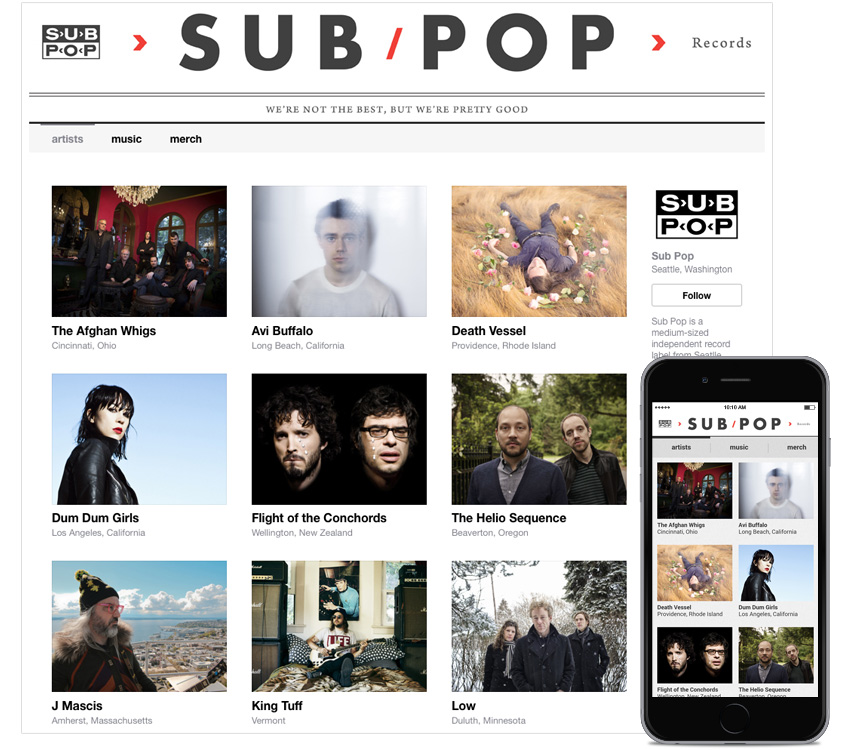 SUB
POP
SUB/POP
Records
WE'RE NOT THE BEST, BUT WE'RE PRETTY GOOD
artists music merch
The Afghan Whigs
Cincinnati, Ohio
Avi Buffalo
Long Beach, California
Death Vessel
Providence, Rhode Island
SUB
POP
Sub Pop
Seattle, Washington
Follow
Sub Pop is a
medium-sized
independent record
label from Seattle
Dum Dum Girls
Los Angeles, California
Flight of the Conchords
Wellington, New Zealand
The Helio Sequence
Beaverton, Oregon
LIFE
J Mascis
Amherst, Massachusetts
King Tuff
Vermont
Low
Duluth, Minnesota
10:10 AM
SUB
POP
SUB/POP
Records
artists music merch
The Afghan Whigs
Cincinnati, Ohio
Avi Buffalo
Long Beach, California
Death Vessel
Providence, Rhode Island
Dum Dum Girls
Los Angeles, California
Flight of the Conchords
Wellington, New Zealand
The Helio Sequence
Beaverton, Oregon